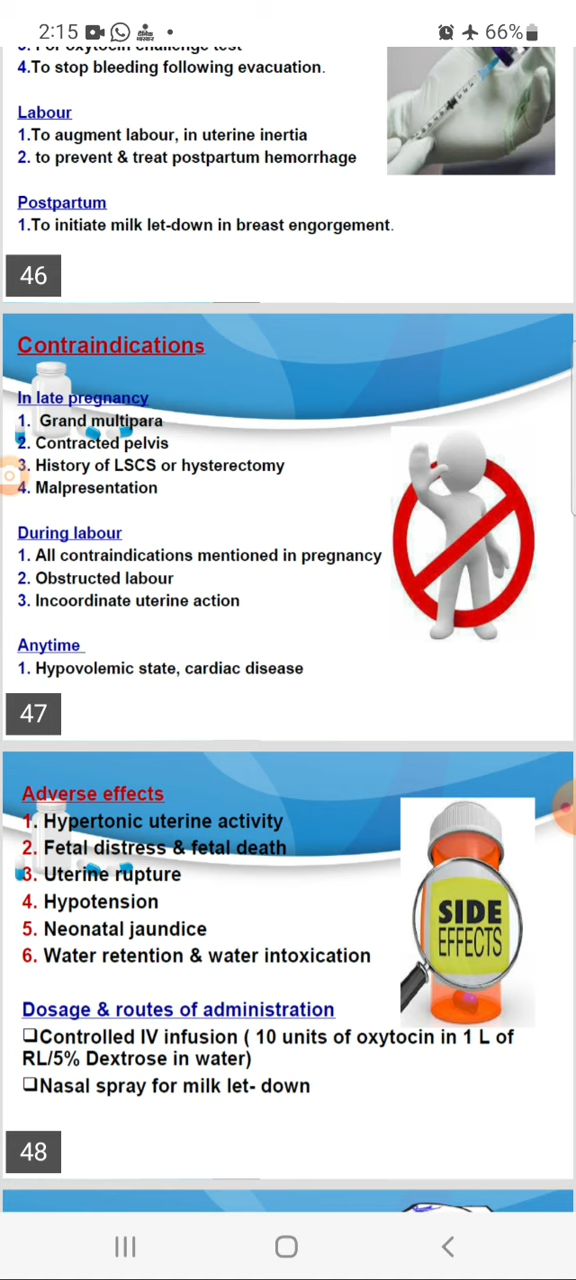 2:15
66%
3. For oxytocin challenge test
4.To stop bleeding following evacuation.
Labour
1.To augment labour, in uterine inertia
2. to prevent & treat postpartum hemorrhage
Postpartum
1.To initiate milk let-down in breast engorgement.
46
Contraindications
In late pregnancy
1. Grand multipara
2. Contracted pelvis
3. History of LSCS or hysterectomy
4. Malpresentation
During labour
1. All contraindications mentioned in pregnancy
2. Obstructed labour
3. Incoordinate uterine action
Anytime
1. Hypovolemic state, cardiac disease
47
Adverse effects
1. Hypertonic uterine activity
2. Fetal distress & fetal death
3. Uterine rupture
4. Hypotension
5. Neonatal jaundice
6. Water retention & water intoxication
SIDE
EFFECTS
Dosage & routes of administration
❑Controlled IV infusion ( 10 units of oxytocin in 1 L of
RL/5% Dextrose in water)
❑Nasal spray for milk let- down
48